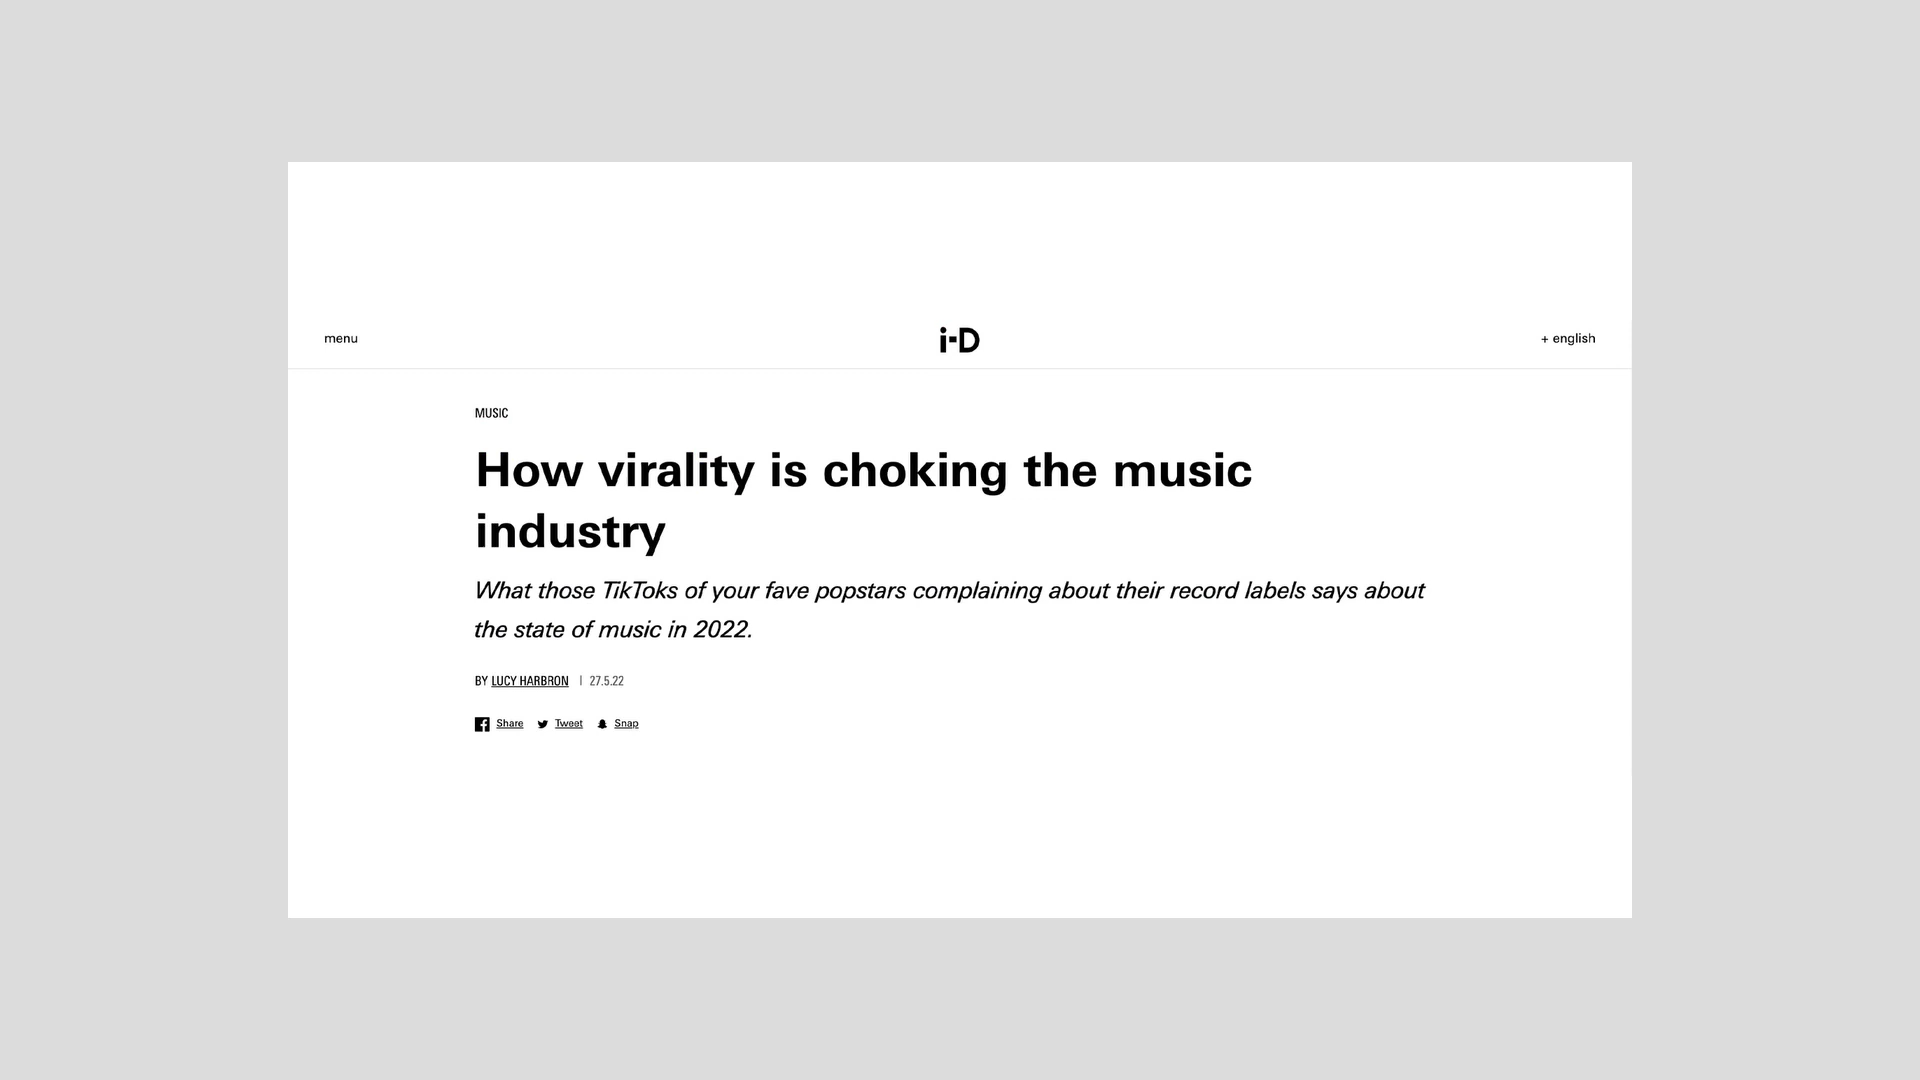 menu
i-D
+ english
MUSIC
How virality is choking the music
industry
What those TikToks of your fave popstars complaining about their record labels says about
the state of music in 2022.
BY LUCY HARBRON | 27.5.22
Share Tweet Snap